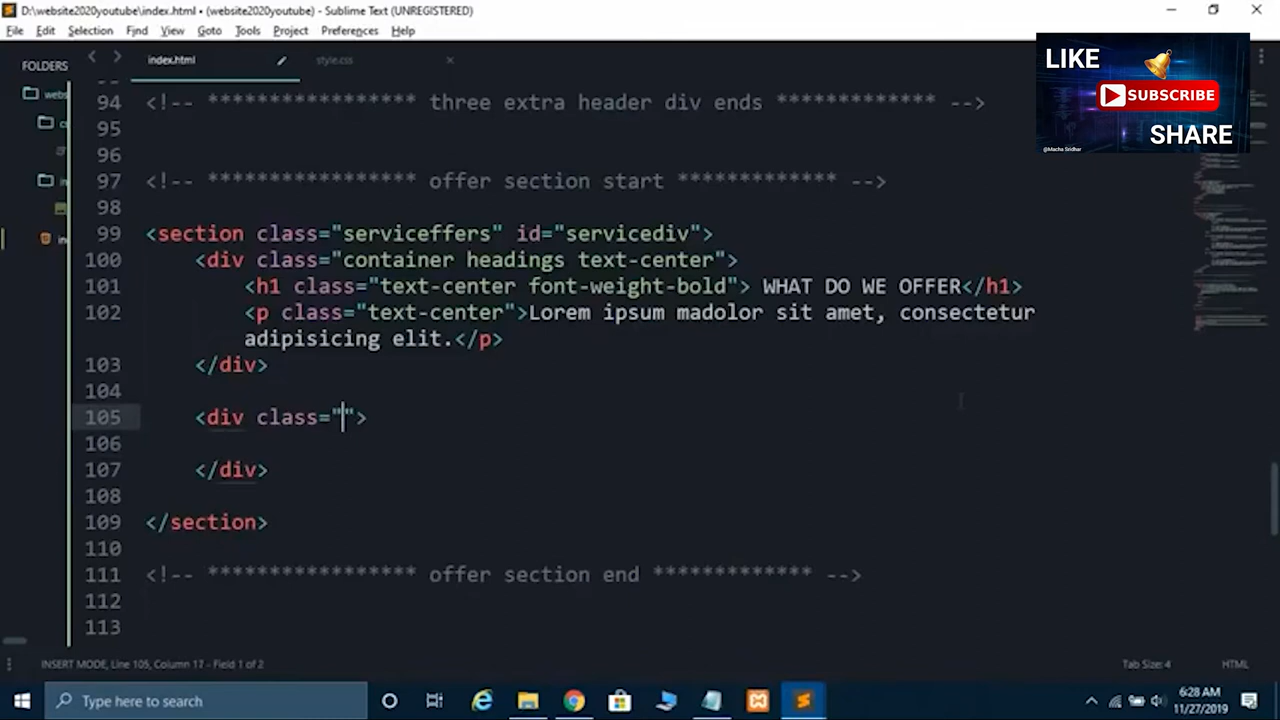 D:\website2020youtube\index.html • (website2020youtube) - Sublime Text (UNREGISTERED)
File Edit Selection Find View Goto Tools Project Preferences Help
FOLDERS
index.html
style.css
LIKE
SUBSCRIBE
SHARE
@Macha Sridhar
webs
94 <!-- ***************** three extra header div ends ************* -->
95
96
97 <!-- ***************** offer section start ************* -->
98
99 <section class="serviceffers" id="servicediv">
100 <div class="container headings text-center">
101 <h1 class="text-center font-weight-bold"> WHAT DO WE OFFER</h1>
102 <p class="text-center">Lorem ipsum madolor sit amet, consectetur
adipisicing elit.</p>
103 </div>
104
105 <div class="">
106
107 </div>
108
109 </section>
110
111 <!-- ***************** offer section end ************* -->
112
113
INSERT MODE, Line 105, Column 17 - Field 1 of 2
Tab Size: 4
HTML
Type here to search
6:28 AM
11/27/2019